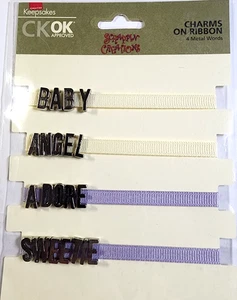 Keepsakes
CK OK
APPROVED
CHARMS
ON RIBBON
4 Metal Words
BABY
ANGEL
ADORE
SWEETIE